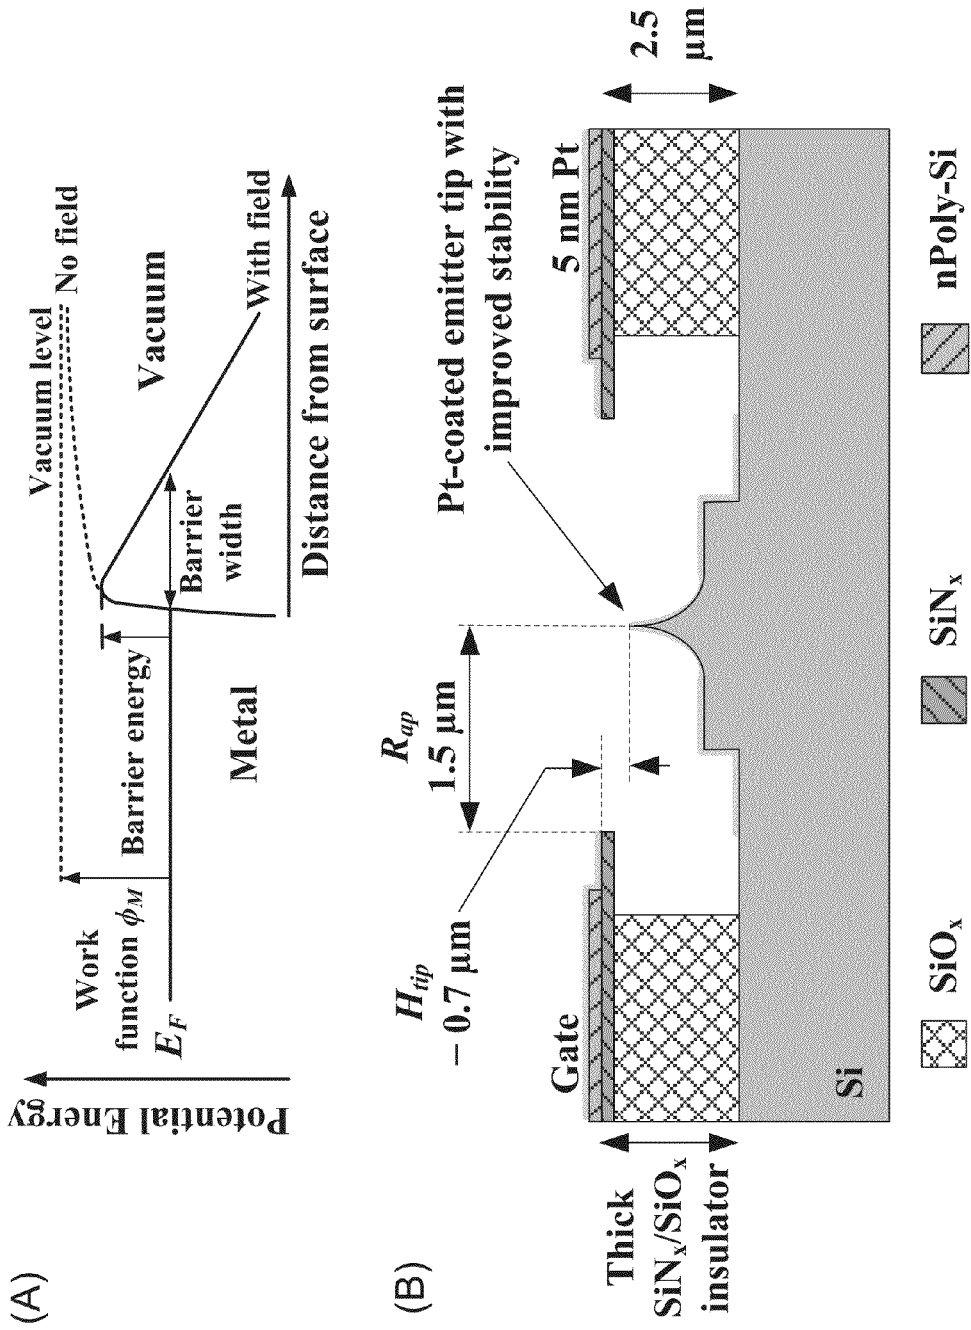 (A)
Potential Energy
Work
function ϕM
EF
Barrier energy
Metal
Vacuum level
No field
Vacuum
Barrier
width
With field
Distance from surface
(B)
Htip
– 0.7 μm
Rap
1.5 μm
Pt-coated emitter tip with
improved stability
Gate
5 nm Pt
2.5
μm
Thick
SiNx/SiOx
insulator
Si
SiOx
SiNx
nPoly-Si